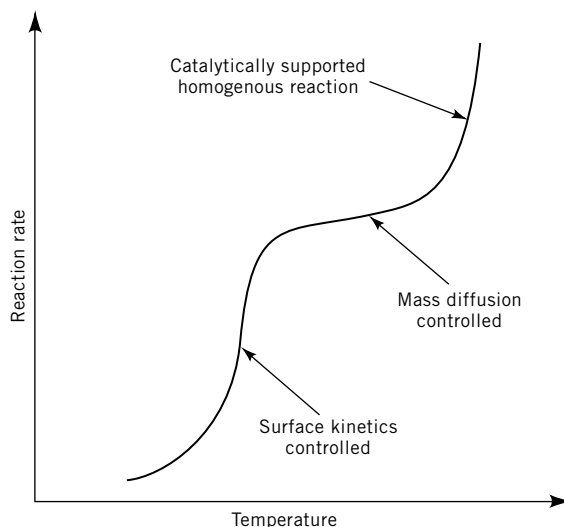 Catalytically supported
homogenous reaction
Reaction rate
Mass diffusion
controlled
Surface kinetics
controlled
Temperature